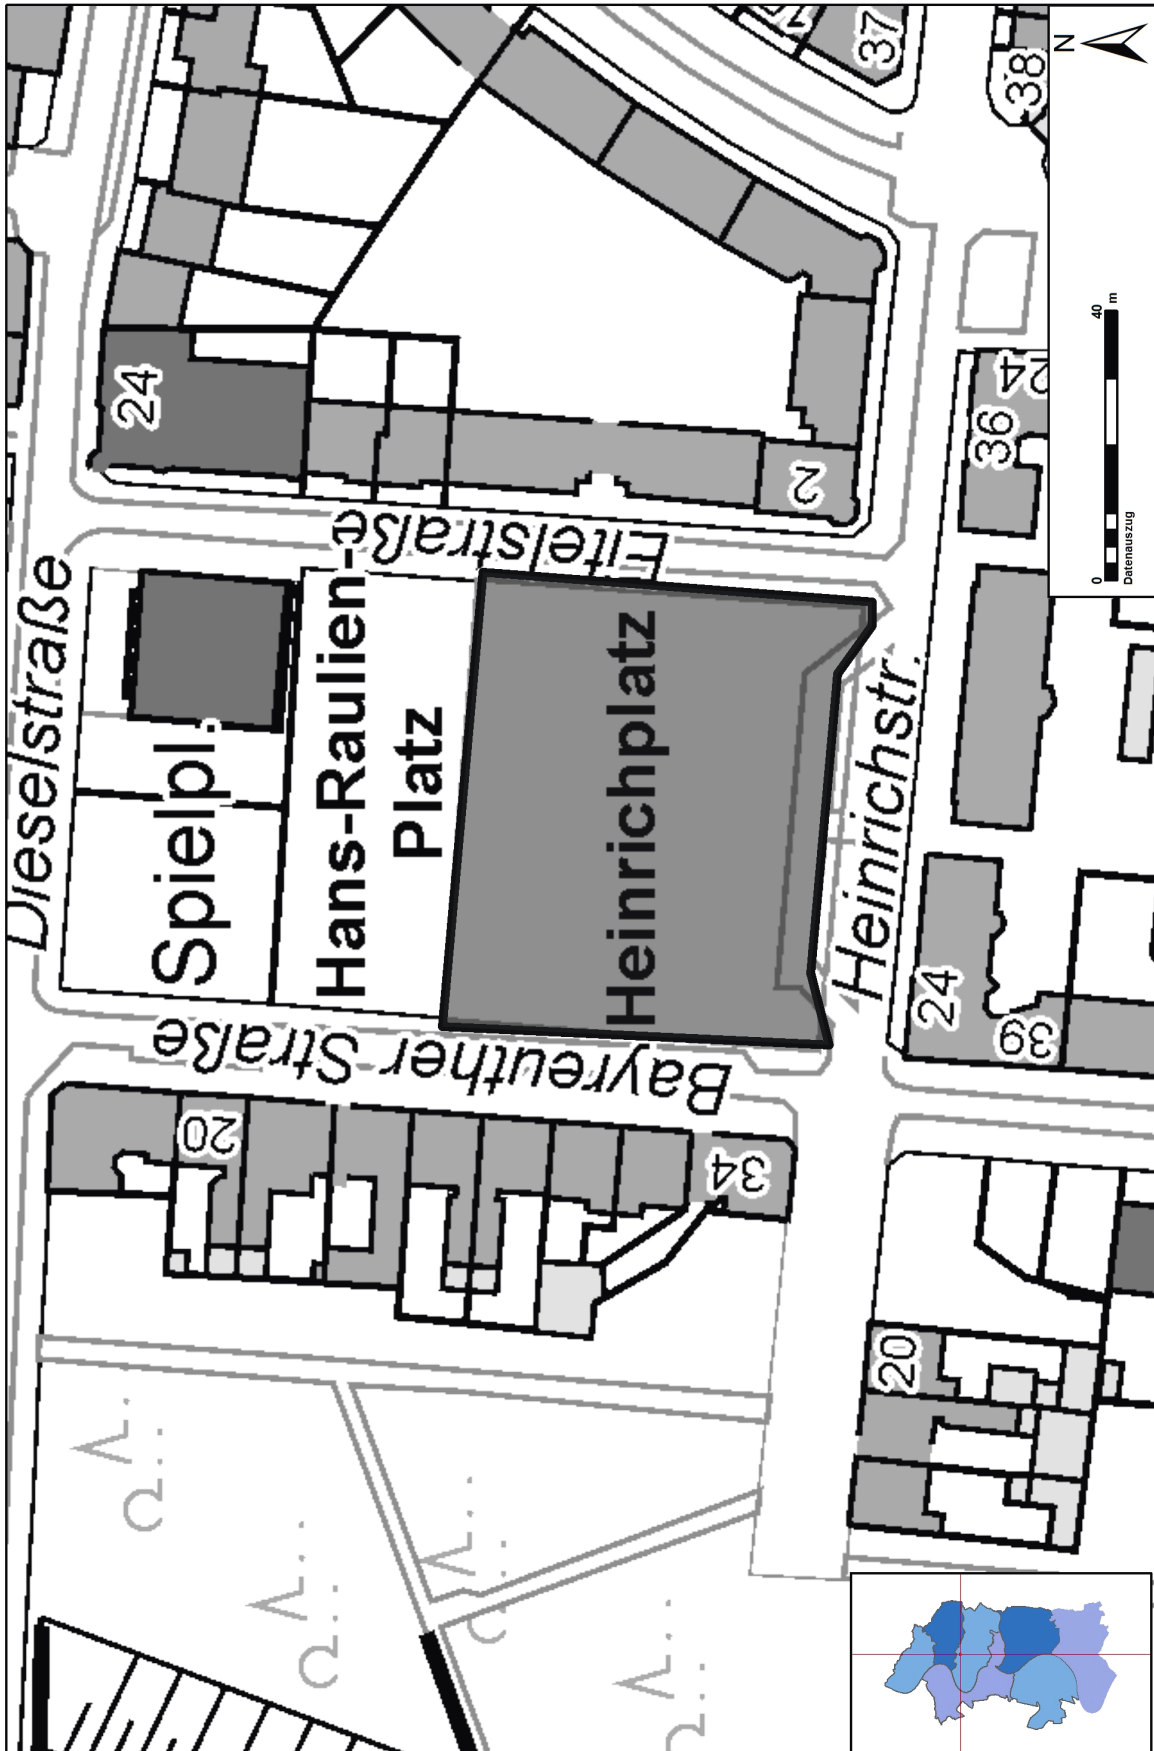 Dieselstraße
Spielpl.
Hans-Raulien-
Platz
Heinrichplatz
Heinrichstr.
Eitelstraße
Bayreuther Straße
24
2
37
38
36
24
24
39
20
34
20
N
0
40
m
Datenauszug